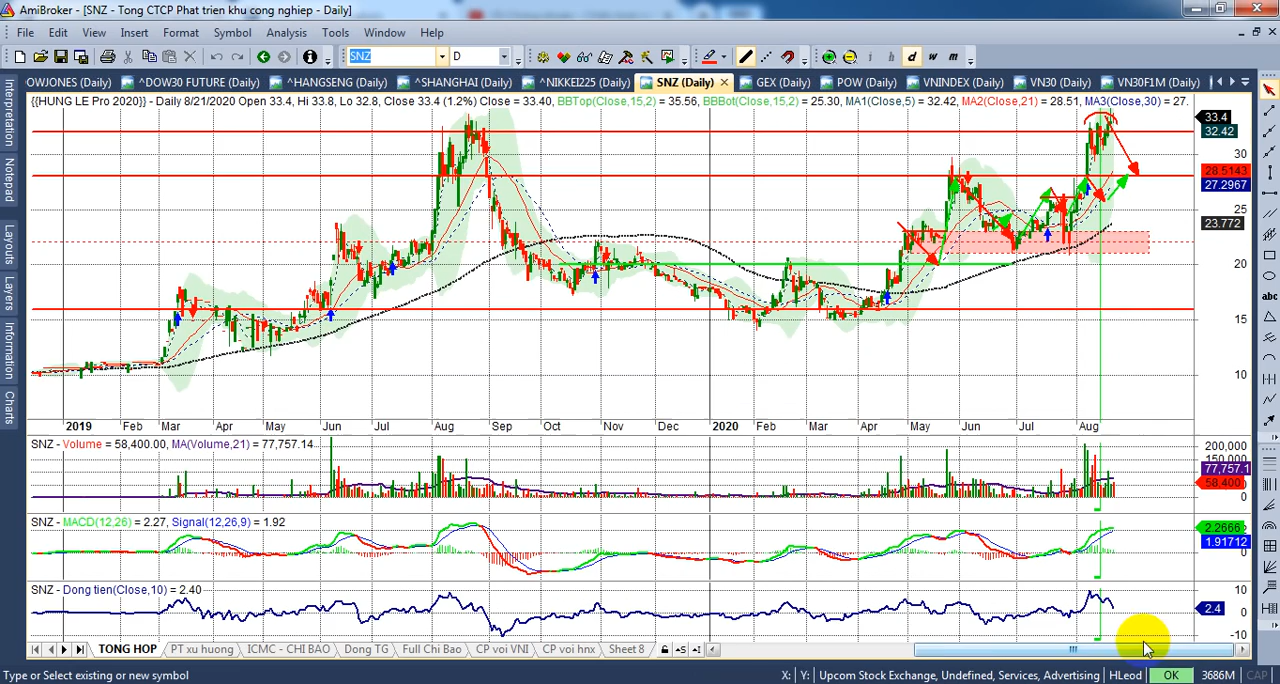 AmiBroker - [SNZ - Tong CTCP Phat trien khu cong nghiep - Daily]
File Edit View Insert Format Symbol Analysis Tools Window Help
SNZ D i h d w m
OWJONES (Daily) ^DOW30 FUTURE (Daily) ^HANGSENG (Daily) ^SHANGHAI (Daily) ^NIKKEI225 (Daily) SNZ (Daily) GEX (Daily) POW (Daily) VNINDEX (Daily) VN30 (Daily) VN30F1M (Daily)
{{HUNG LE Pro 2020}} - Daily 8/21/2020 Open 33.4, Hi 33.8, Lo 32.8, Close 33.4 (1.2%) Close = 33.40, BBTop(Close,15,2) = 35.56, BBBot(Close,15,2) = 25.30, MA1(Close,5) = 32.42, MA2(Close,21) = 28.51, MA3(Close,30) = 27.
Interpretation
Notepad
Layouts
Layers
Information
Charts
abc
33.4
32.42
30
28.5143
27.2967
25
23.772
20
15
10
2019 Feb Mar Apr May Jun Jul Aug Sep Oct Nov Dec 2020 Feb Mar Apr May Jun Jul Aug
SNZ - Volume = 58,400.00, MA(Volume,21) = 77,757.14
200,000
150,000
77,757.1
58,400
0
SNZ - MACD(12,26) = 2.27, Signal(12,26,9) = 1.92
2.2666
1.91712
0
SNZ - Dong tien(Close,10) = 2.40
10
2.4
0
-10
TONG HOP PT xu huong ICMC - CHI BAO Dong TG Full Chi Bao CP voi VNI CP voi hnx Sheet 8
Type or Select existing or new symbol X: Y: Upcom Stock Exchange, Undefined, Services, Advertising HLeod OK 3686M CAP